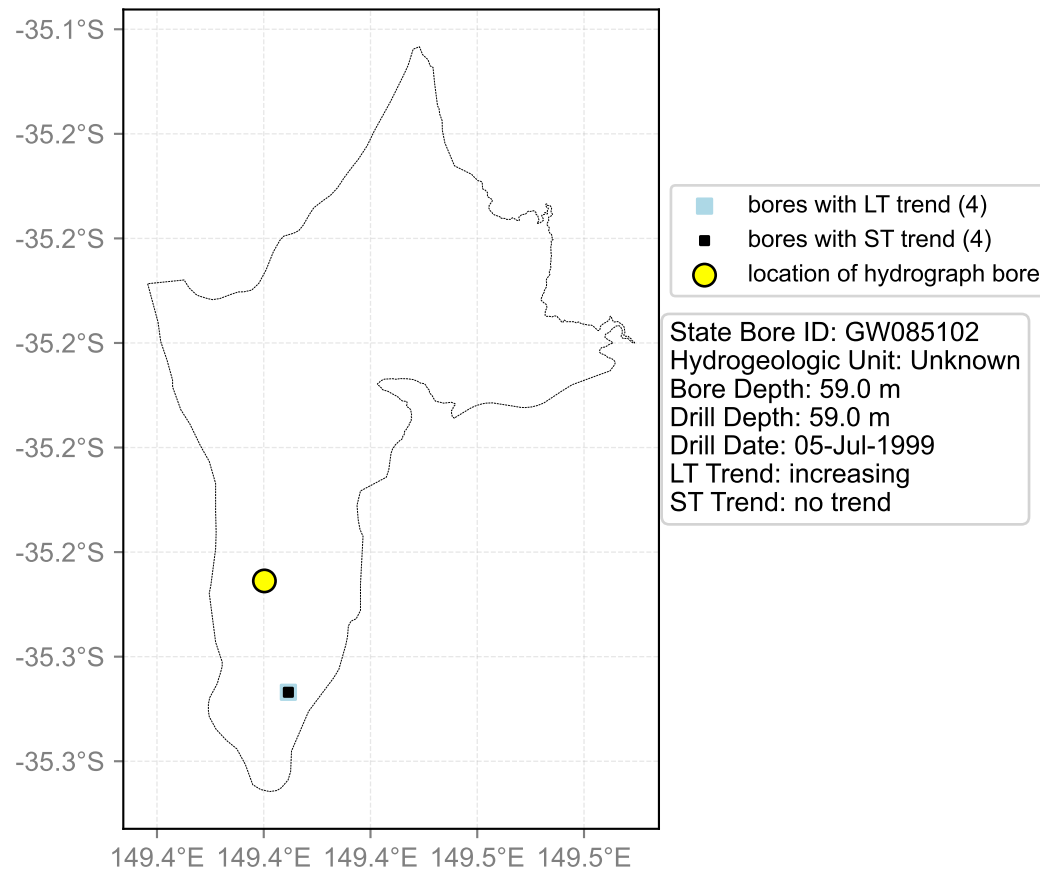 -35.1°S
-35.2°S
-35.2°S
-35.2°S
-35.2°S
-35.2°S
-35.3°S
-35.3°S
149.4°E 149.4°E 149.4°E 149.5°E 149.5°E
bores with LT trend (4)
bores with ST trend (4)
location of hydrograph bore
State Bore ID: GW085102
Hydrogeologic Unit: Unknown
Bore Depth: 59.0 m
Drill Depth: 59.0 m
Drill Date: 05-Jul-1999
LT Trend: increasing
ST Trend: no trend